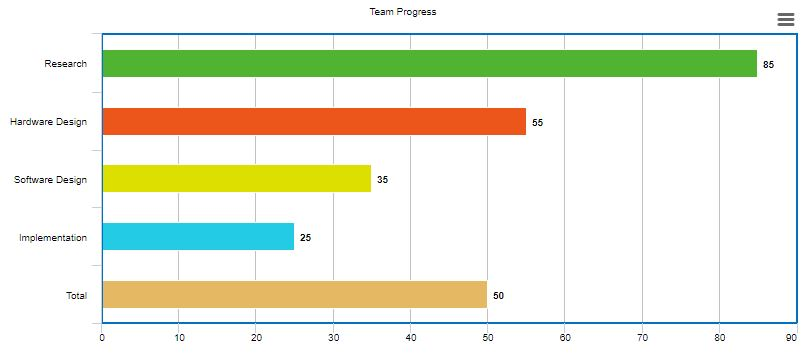 Team Progress
Research 85
Hardware Design 55
Software Design 35
Implementation 25
Total 50
0 10 20 30 40 50 60 70 80 90